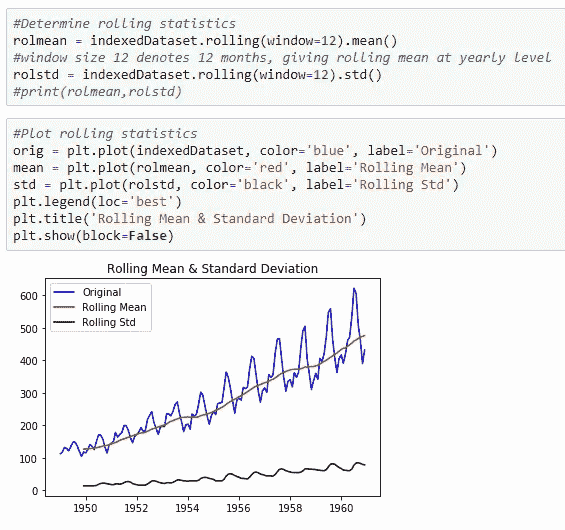 #Determine rolling statistics
rolmean = indexedDataset.rolling(window=12).mean()
#window size 12 denotes 12 months, giving rolling mean at yearly level
rolstd = indexedDataset.rolling(window=12).std()
#print(rolmean,rolstd)
#Plot rolling statistics
orig = plt.plot(indexedDataset, color='blue', label='Original')
mean = plt.plot(rolmean, color='red', label='Rolling Mean')
std = plt.plot(rolstd, color='black', label='Rolling Std')
plt.legend(loc='best')
plt.title('Rolling Mean & Standard Deviation')
plt.show(block=False)
Rolling Mean & Standard Deviation
Original
Rolling Mean
Rolling Std
600
500
400
300
200
100
0
1950 1952 1954 1956 1958 1960